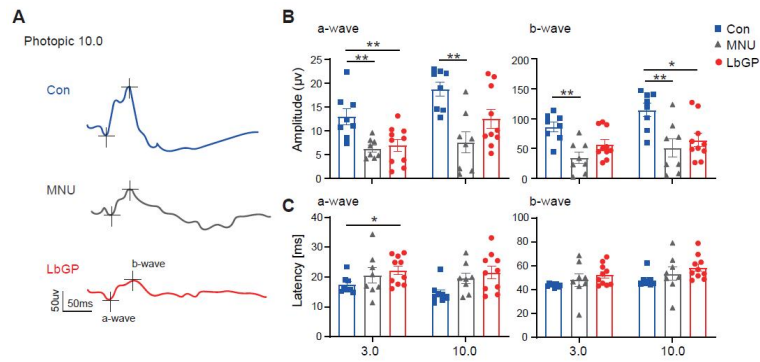 A
Photopic 10.0
Con
MNU
LbGP
b-wave
a-wave
50uv
50ms
B
a-wave
b-wave
Con
MNU
LbGP
Amplitude (μv)
25
20
15
10
5
0
**
**
**
200
150
100
50
0
**
*
**
C
a-wave
b-wave
Latency [ms]
40
30
20
10
0
*
3.0
10.0
100
80
60
40
20
0
3.0
10.0